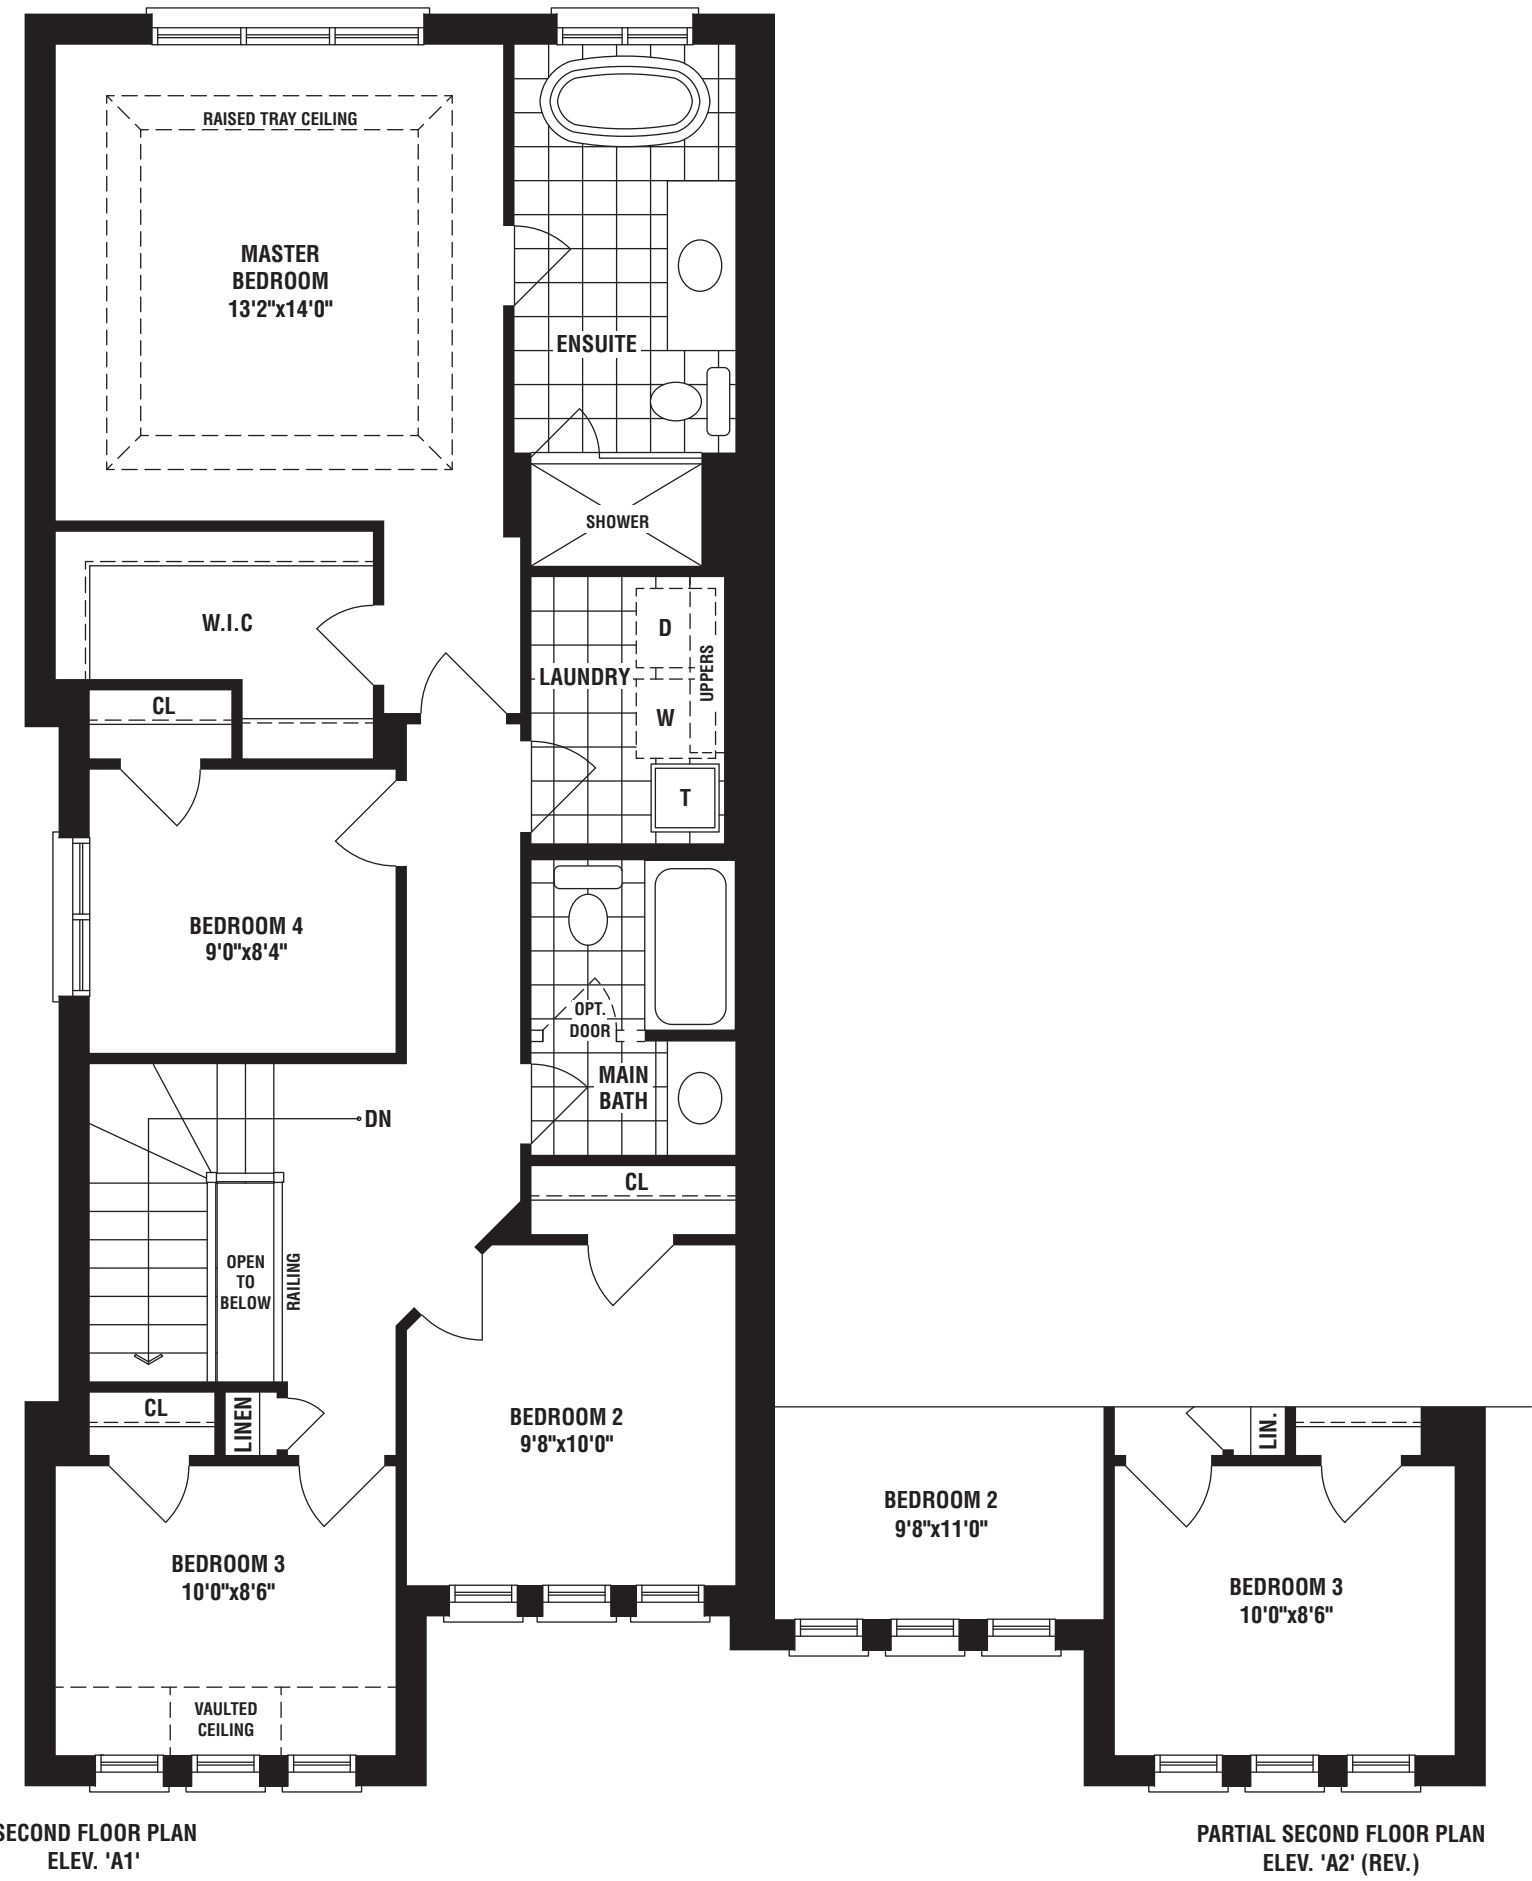 RAISED TRAY CEILING
MASTER
BEDROOM
13'2"x14'0"
ENSUITE
SHOWER
W.I.C
D
LAUNDRY
UPPERS
W
T
CL
BEDROOM 4
9'0"x8'4"
OPT.
DOOR
MAIN
BATH
DN
CL
OPEN
TO
BELOW
RAILING
CL
LINEN
BEDROOM 2
9'8"x10'0"
BEDROOM 3
10'0"x8'6"
VAULTED
CEILING
LIN.
BEDROOM 2
9'8"x11'0"
BEDROOM 3
10'0"x8'6"
SECOND FLOOR PLAN
ELEV. 'A1'
PARTIAL SECOND FLOOR PLAN
ELEV. 'A2' (REV.)